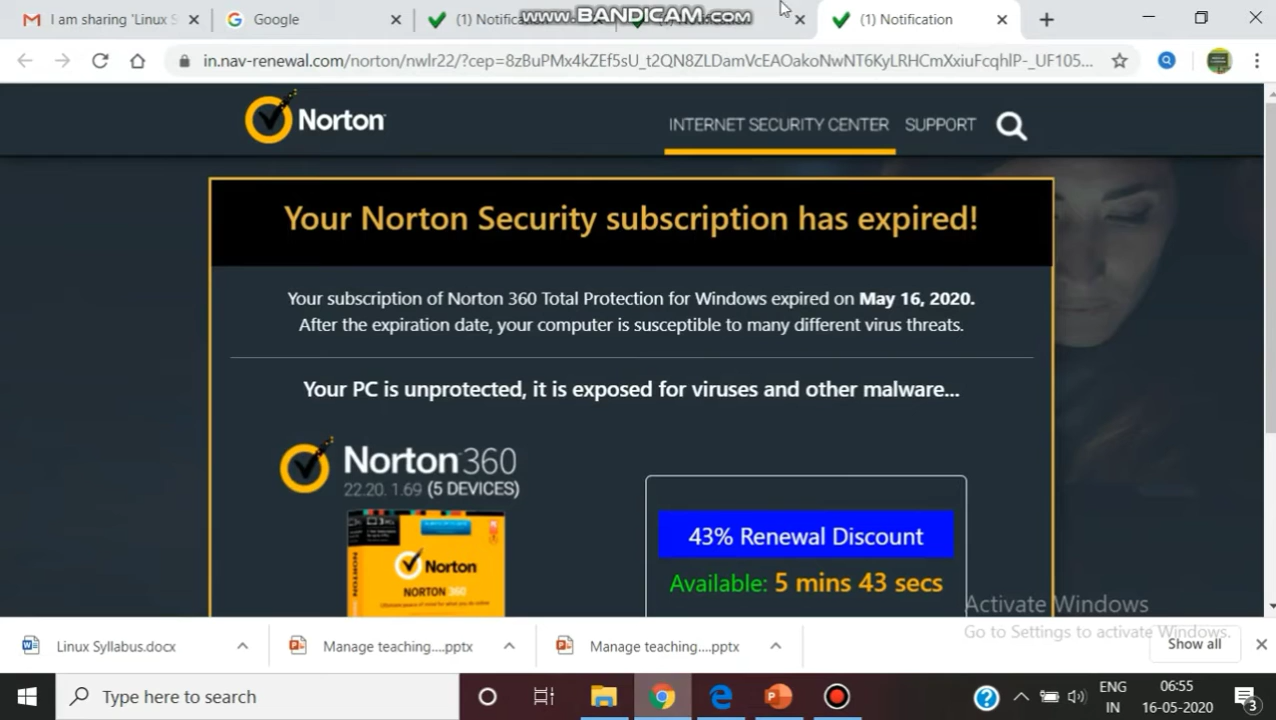 I am sharing 'Linux S
Google
(1) Notific
(1) Notification
www.BANDICAM.com
in.nav-renewal.com/norton/nwlr22/?cep=8zBuPMx4kZEf5sU_t2QN8ZLDamVcEAOakoNwNT6KyLRHCmXxiuFcqhlP-_UF105...
Norton
INTERNET SECURITY CENTER
SUPPORT
Your Norton Security subscription has expired!
Your subscription of Norton 360 Total Protection for Windows expired on May 16, 2020.
After the expiration date, your computer is susceptible to many different virus threats.
Your PC is unprotected, it is exposed for viruses and other malware...
Norton 360
22.20. 1.69 (5 DEVICES)
Norton
NORTON 360
43% Renewal Discount
Available: 5 mins 43 secs
Activate Windows
Go to Settings to activate Windows.
Linux Syllabus.docx
Manage teaching....pptx
Manage teaching....pptx
Show all
Type here to search
ENG
IN
06:55
16-05-2020
3